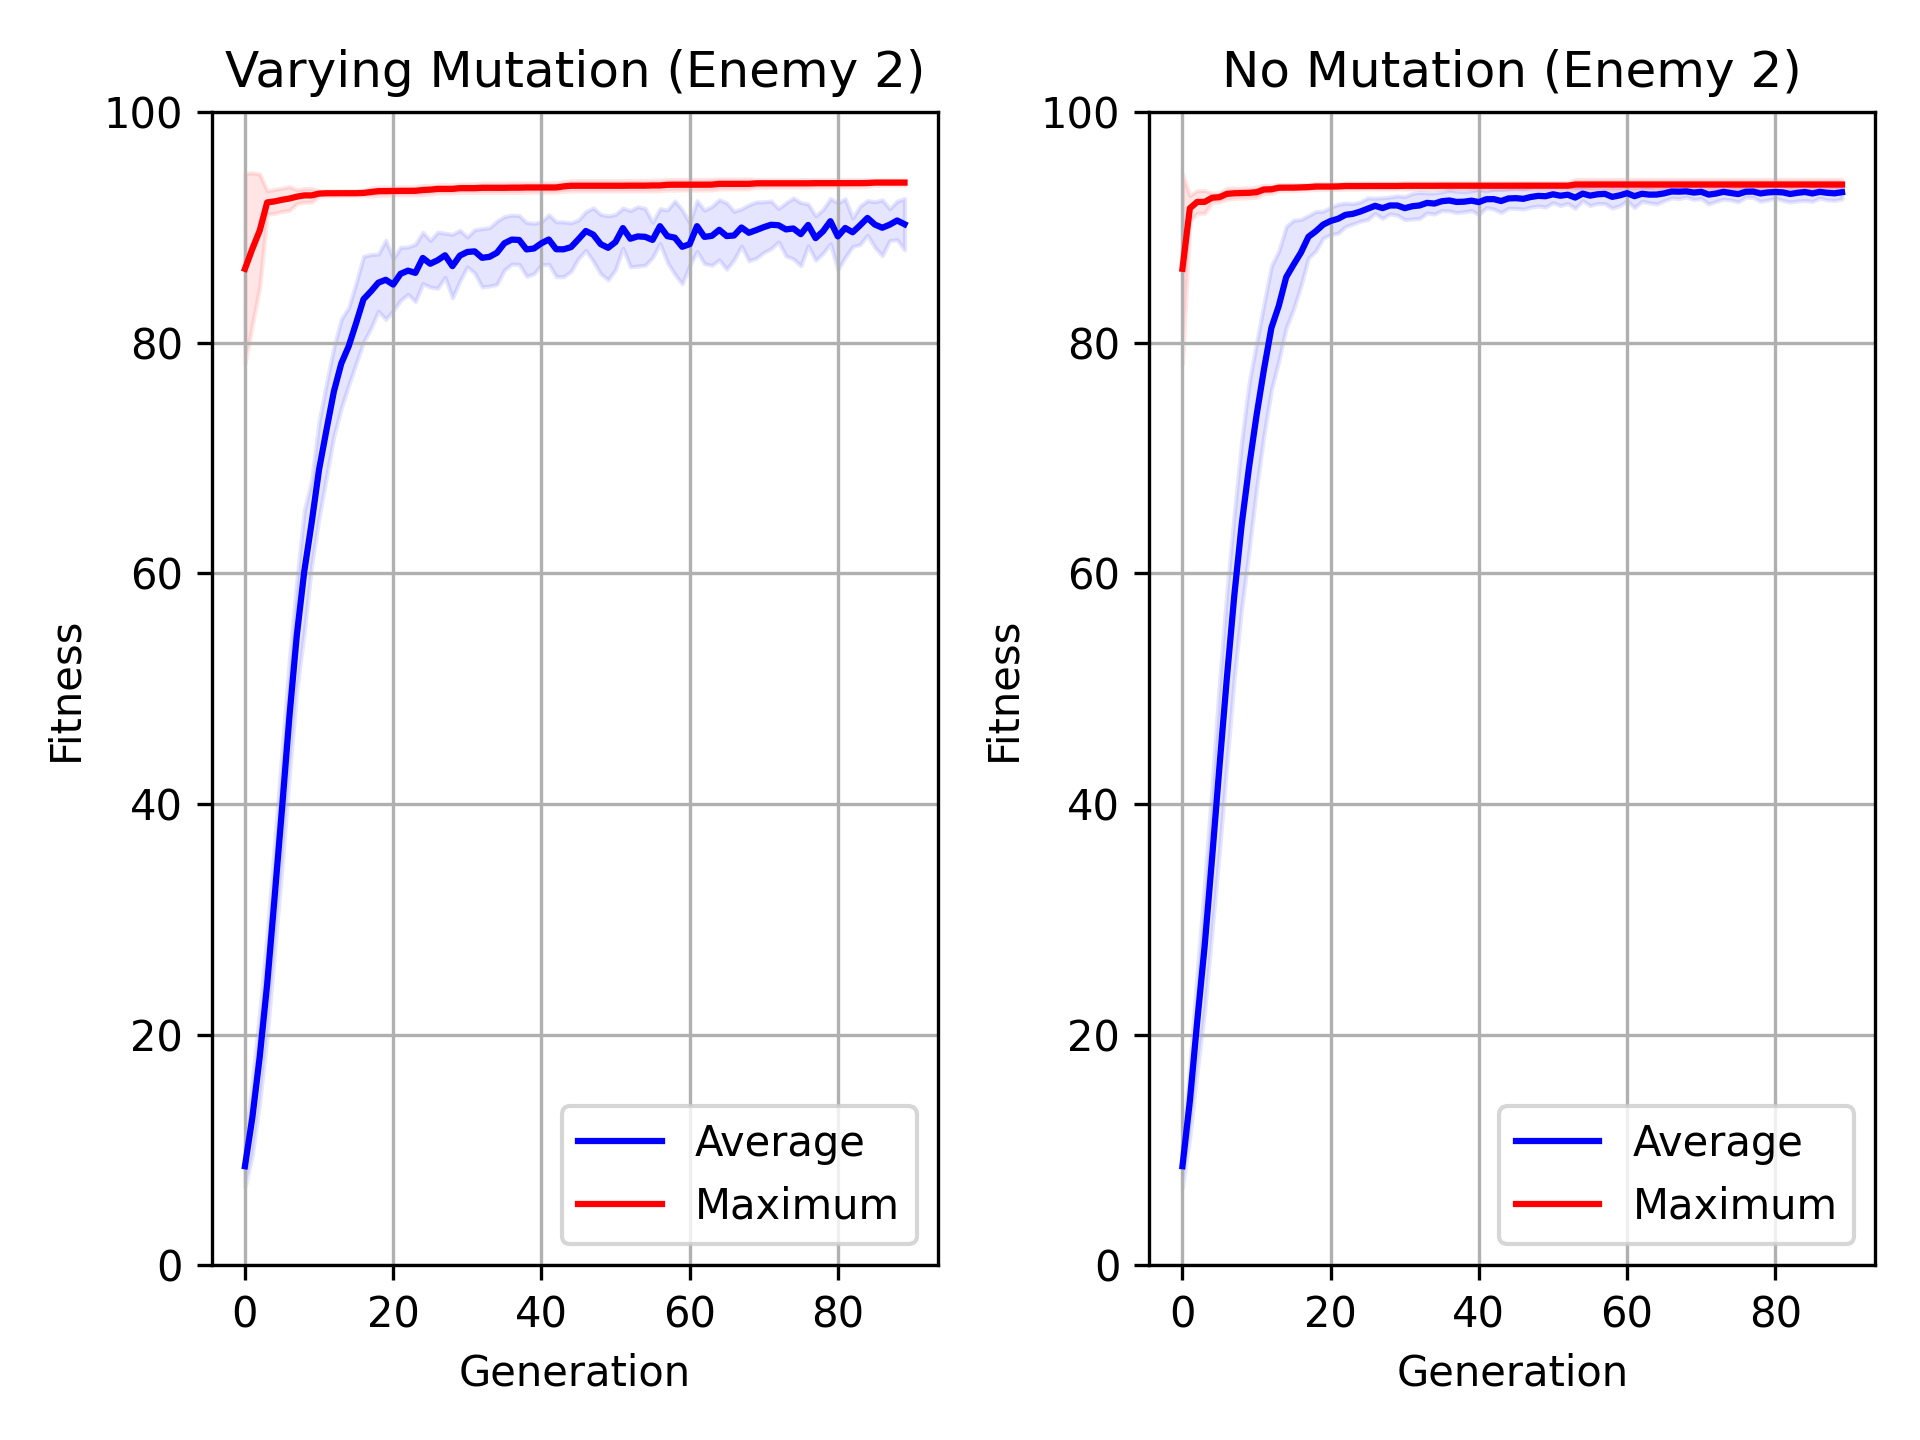 Varying Mutation (Enemy 2)
100
80
60
40
20
0
Fitness
0 20 40 60 80
Generation
Average
Maximum
No Mutation (Enemy 2)
100
80
60
40
20
0
Fitness
0 20 40 60 80
Generation
Average
Maximum